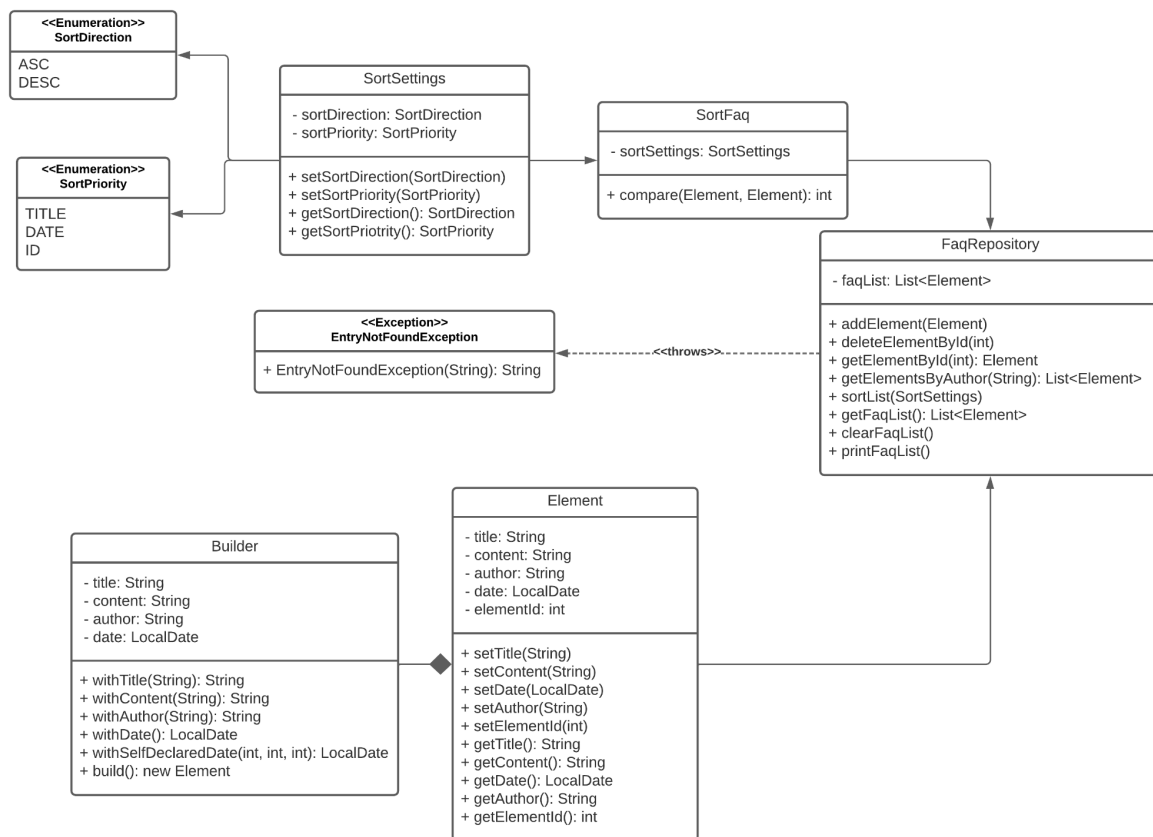 <<Enumeration>>
SortDirection
ASC
DESC
<<Enumeration>>
SortPriority
TITLE
DATE
ID
SortSettings
- sortDirection: SortDirection
- sortPriority: SortPriority
+ setSortDirection(SortDirection)
+ setSortPriority(SortPriority)
+ getSortDirection(): SortDirection
+ getSortPriotrity(): SortPriority
SortFaq
- sortSettings: SortSettings
+ compare(Element, Element): int
FaqRepository
- faqList: List<Element>
+ addElement(Element)
+ deleteElementById(int)
+ getElementById(int): Element
+ getElementsByAuthor(String): List<Element>
+ sortList(SortSettings)
+ getFaqList(): List<Element>
+ clearFaqList()
+ printFaqList()
<<Exception>>
EntryNotFoundException
+ EntryNotFoundException(String): String
<<throws>>
Builder
- title: String
- content: String
- author: String
- date: LocalDate
+ withTitle(String): String
+ withContent(String): String
+ withAuthor(String): String
+ withDate(): LocalDate
+ withSelfDeclaredDate(int, int, int): LocalDate
+ build(): new Element
Element
- title: String
- content: String
- author: String
- date: LocalDate
- elementId: int
+ setTitle(String)
+ setContent(String)
+ setDate(LocalDate)
+ setAuthor(String)
+ setElementId(int)
+ getTitle(): String
+ getContent(): String
+ getDate(): LocalDate
+ getAuthor(): String
+ getElementId(): int